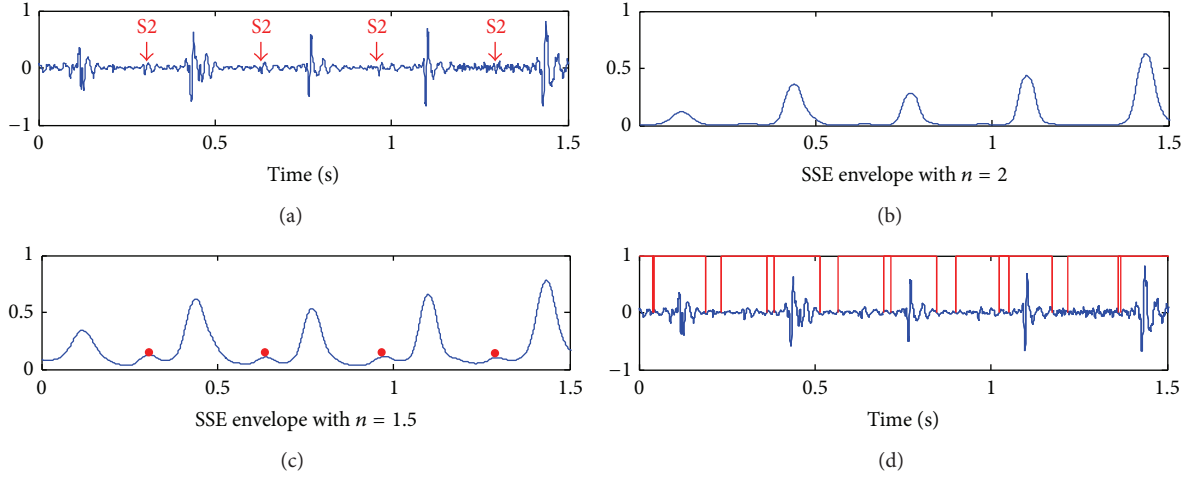 S2 S2 S2 S2
1
0
−1
0 0.5 1 1.5
Time (s)
(a)
1
0.5
0
0.5 1 1.5
SSE envelope with n = 2
(b)
1
0.5
0
0 0.5 1 1.5
SSE envelope with n = 1.5
(c)
1
0
−1
0 0.5 1 1.5
Time (s)
(d)